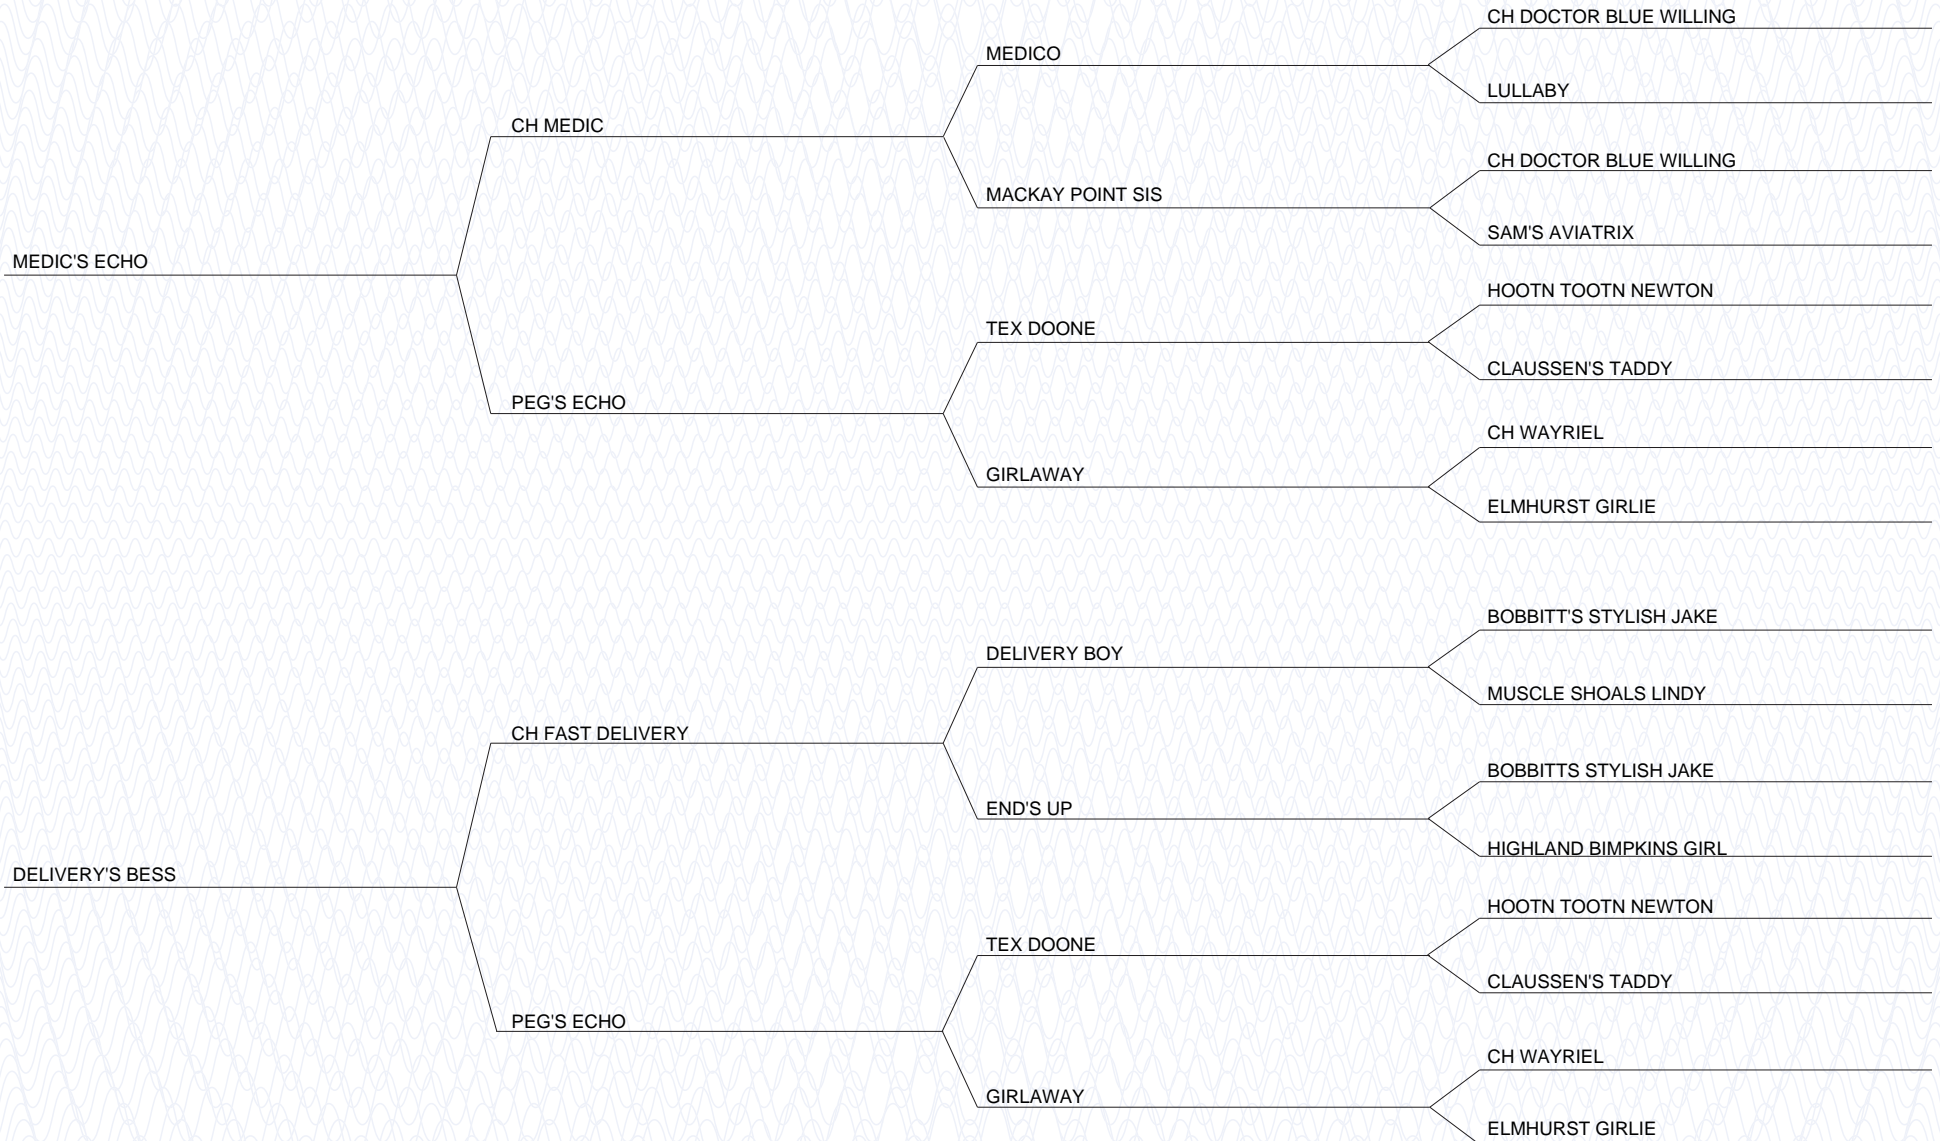 CH DOCTOR BLUE WILLING
MEDICO
LULLABY
CH MEDIC
CH DOCTOR BLUE WILLING
MACKAY POINT SIS
SAM'S AVIATRIX
MEDIC'S ECHO
HOOTN TOOTN NEWTON
TEX DOONE
CLAUSSEN'S TADDY
PEG'S ECHO
CH WAYRIEL
GIRLAWAY
ELMHURST GIRLIE
BOBBITT'S STYLISH JAKE
DELIVERY BOY
MUSCLE SHOALS LINDY
CH FAST DELIVERY
BOBBITTS STYLISH JAKE
END'S UP
HIGHLAND BIMPKINS GIRL
DELIVERY'S BESS
HOOTN TOOTN NEWTON
TEX DOONE
CLAUSSEN'S TADDY
PEG'S ECHO
CH WAYRIEL
GIRLAWAY
ELMHURST GIRLIE